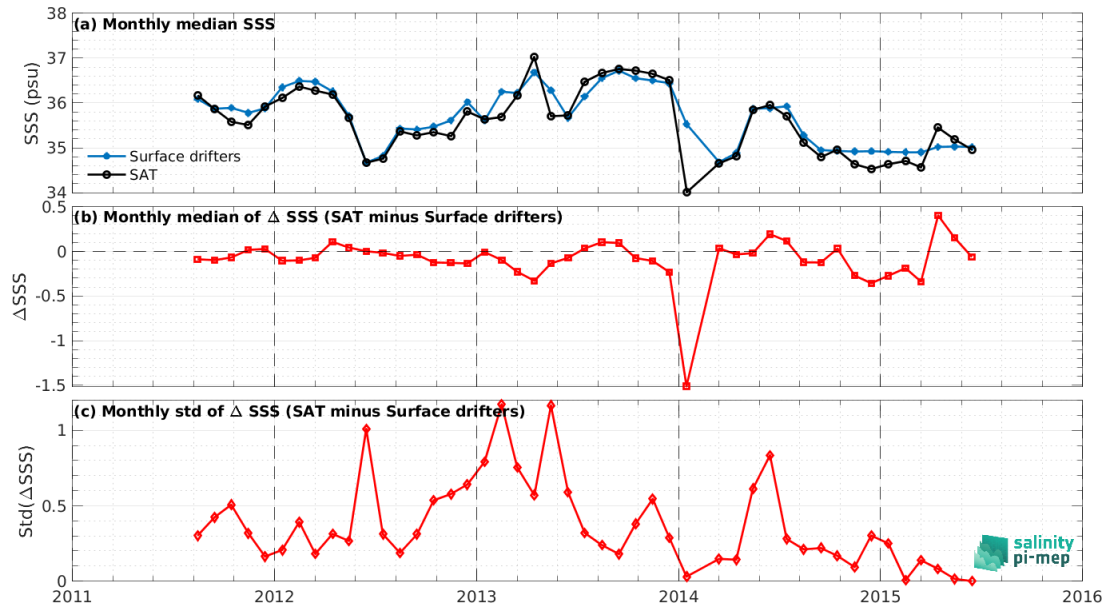 (a) Monthly median SSS
SSS (psu)
38
37
36
35
34
Surface drifters
SAT
(b) Monthly median of Δ SSS (SAT minus Surface drifters)
ΔSSS
0.5
0
-0.5
-1
-1.5
(c) Monthly std of Δ SSS (SAT minus Surface drifters)
Std(ΔSSS)
1
0.5
0
salinity
pi-mep
2011 2012 2013 2014 2015 2016